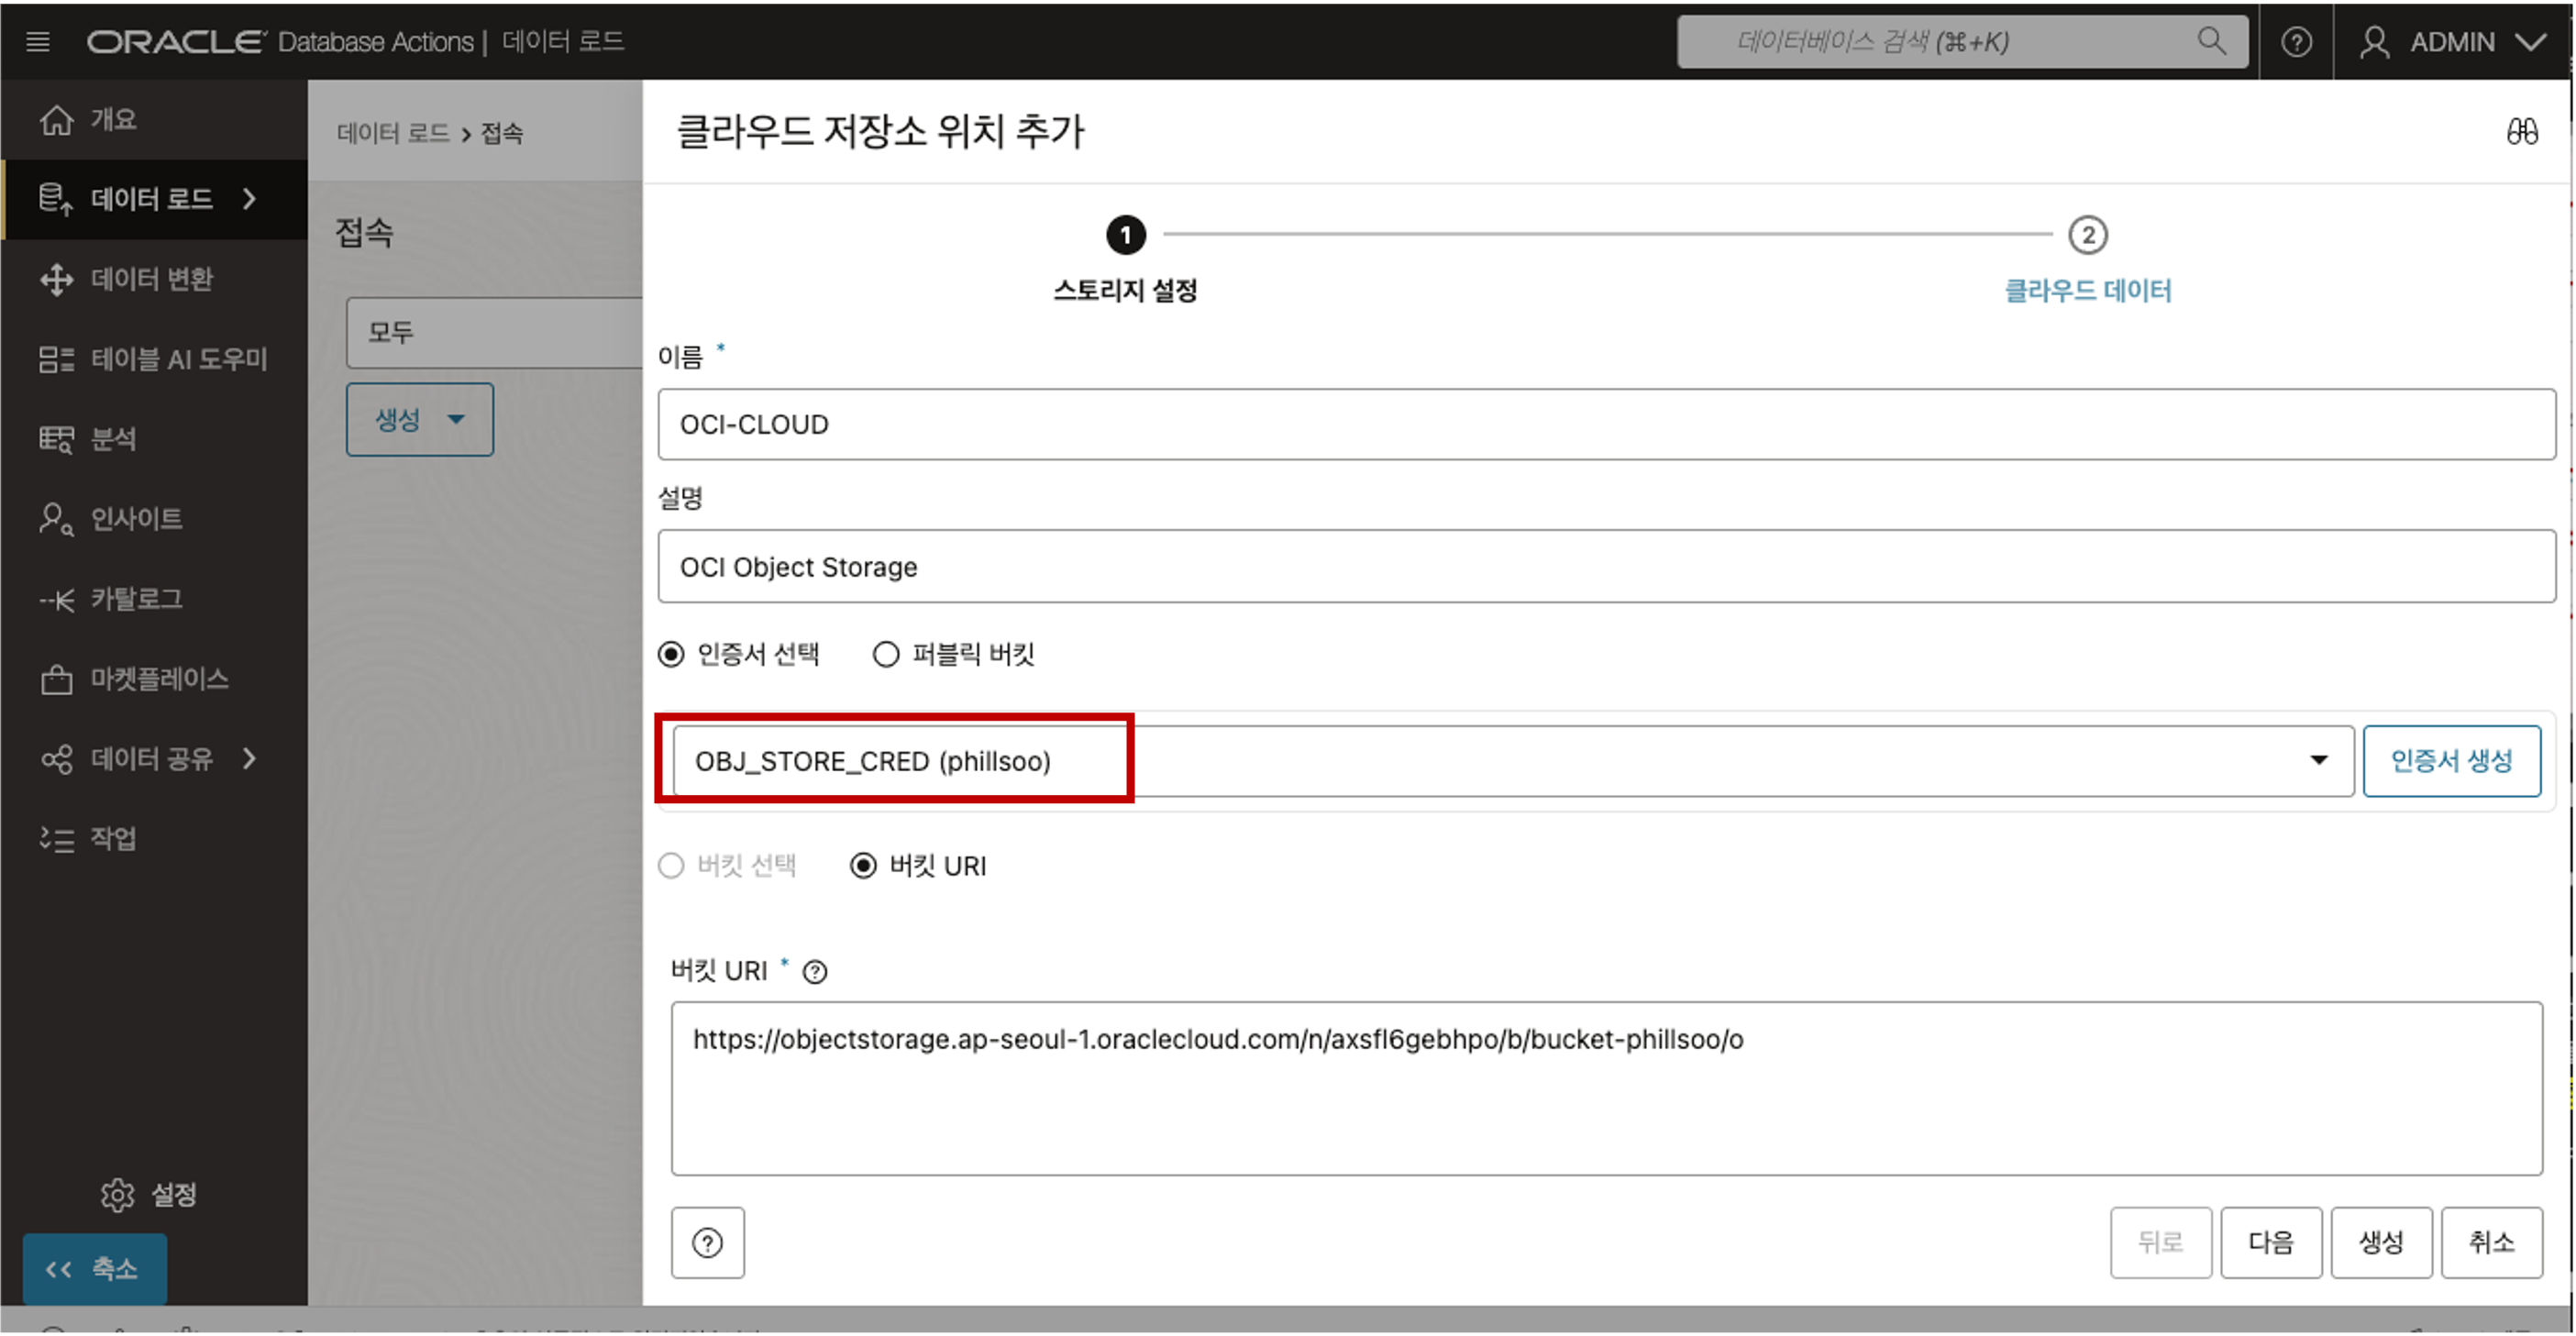 ORACLE Database Actions | 데이터 로드
데이터베이스 검색 (⌘+K)
ADMIN
개요
데이터 로드
데이터 변환
테이블 AI 도우미
분석
인사이트
카탈로그
마켓플레이스
데이터 공유
작업
설정
축소
데이터 로드 > 접속
접속
모두
생성
클라우드 저장소 위치 추가
1
2
스토리지 설정
클라우드 데이터
이름 *
OCI-CLOUD
설명
OCI Object Storage
인증서 선택
퍼블릭 버킷
OBJ_STORE_CRED (phillsoo)
인증서 생성
버킷 선택
버킷 URI
버킷 URI *
https://objectstorage.ap-seoul-1.oraclecloud.com/n/axsfl6gebhpo/b/bucket-phillsoo/o
뒤로
다음
생성
취소